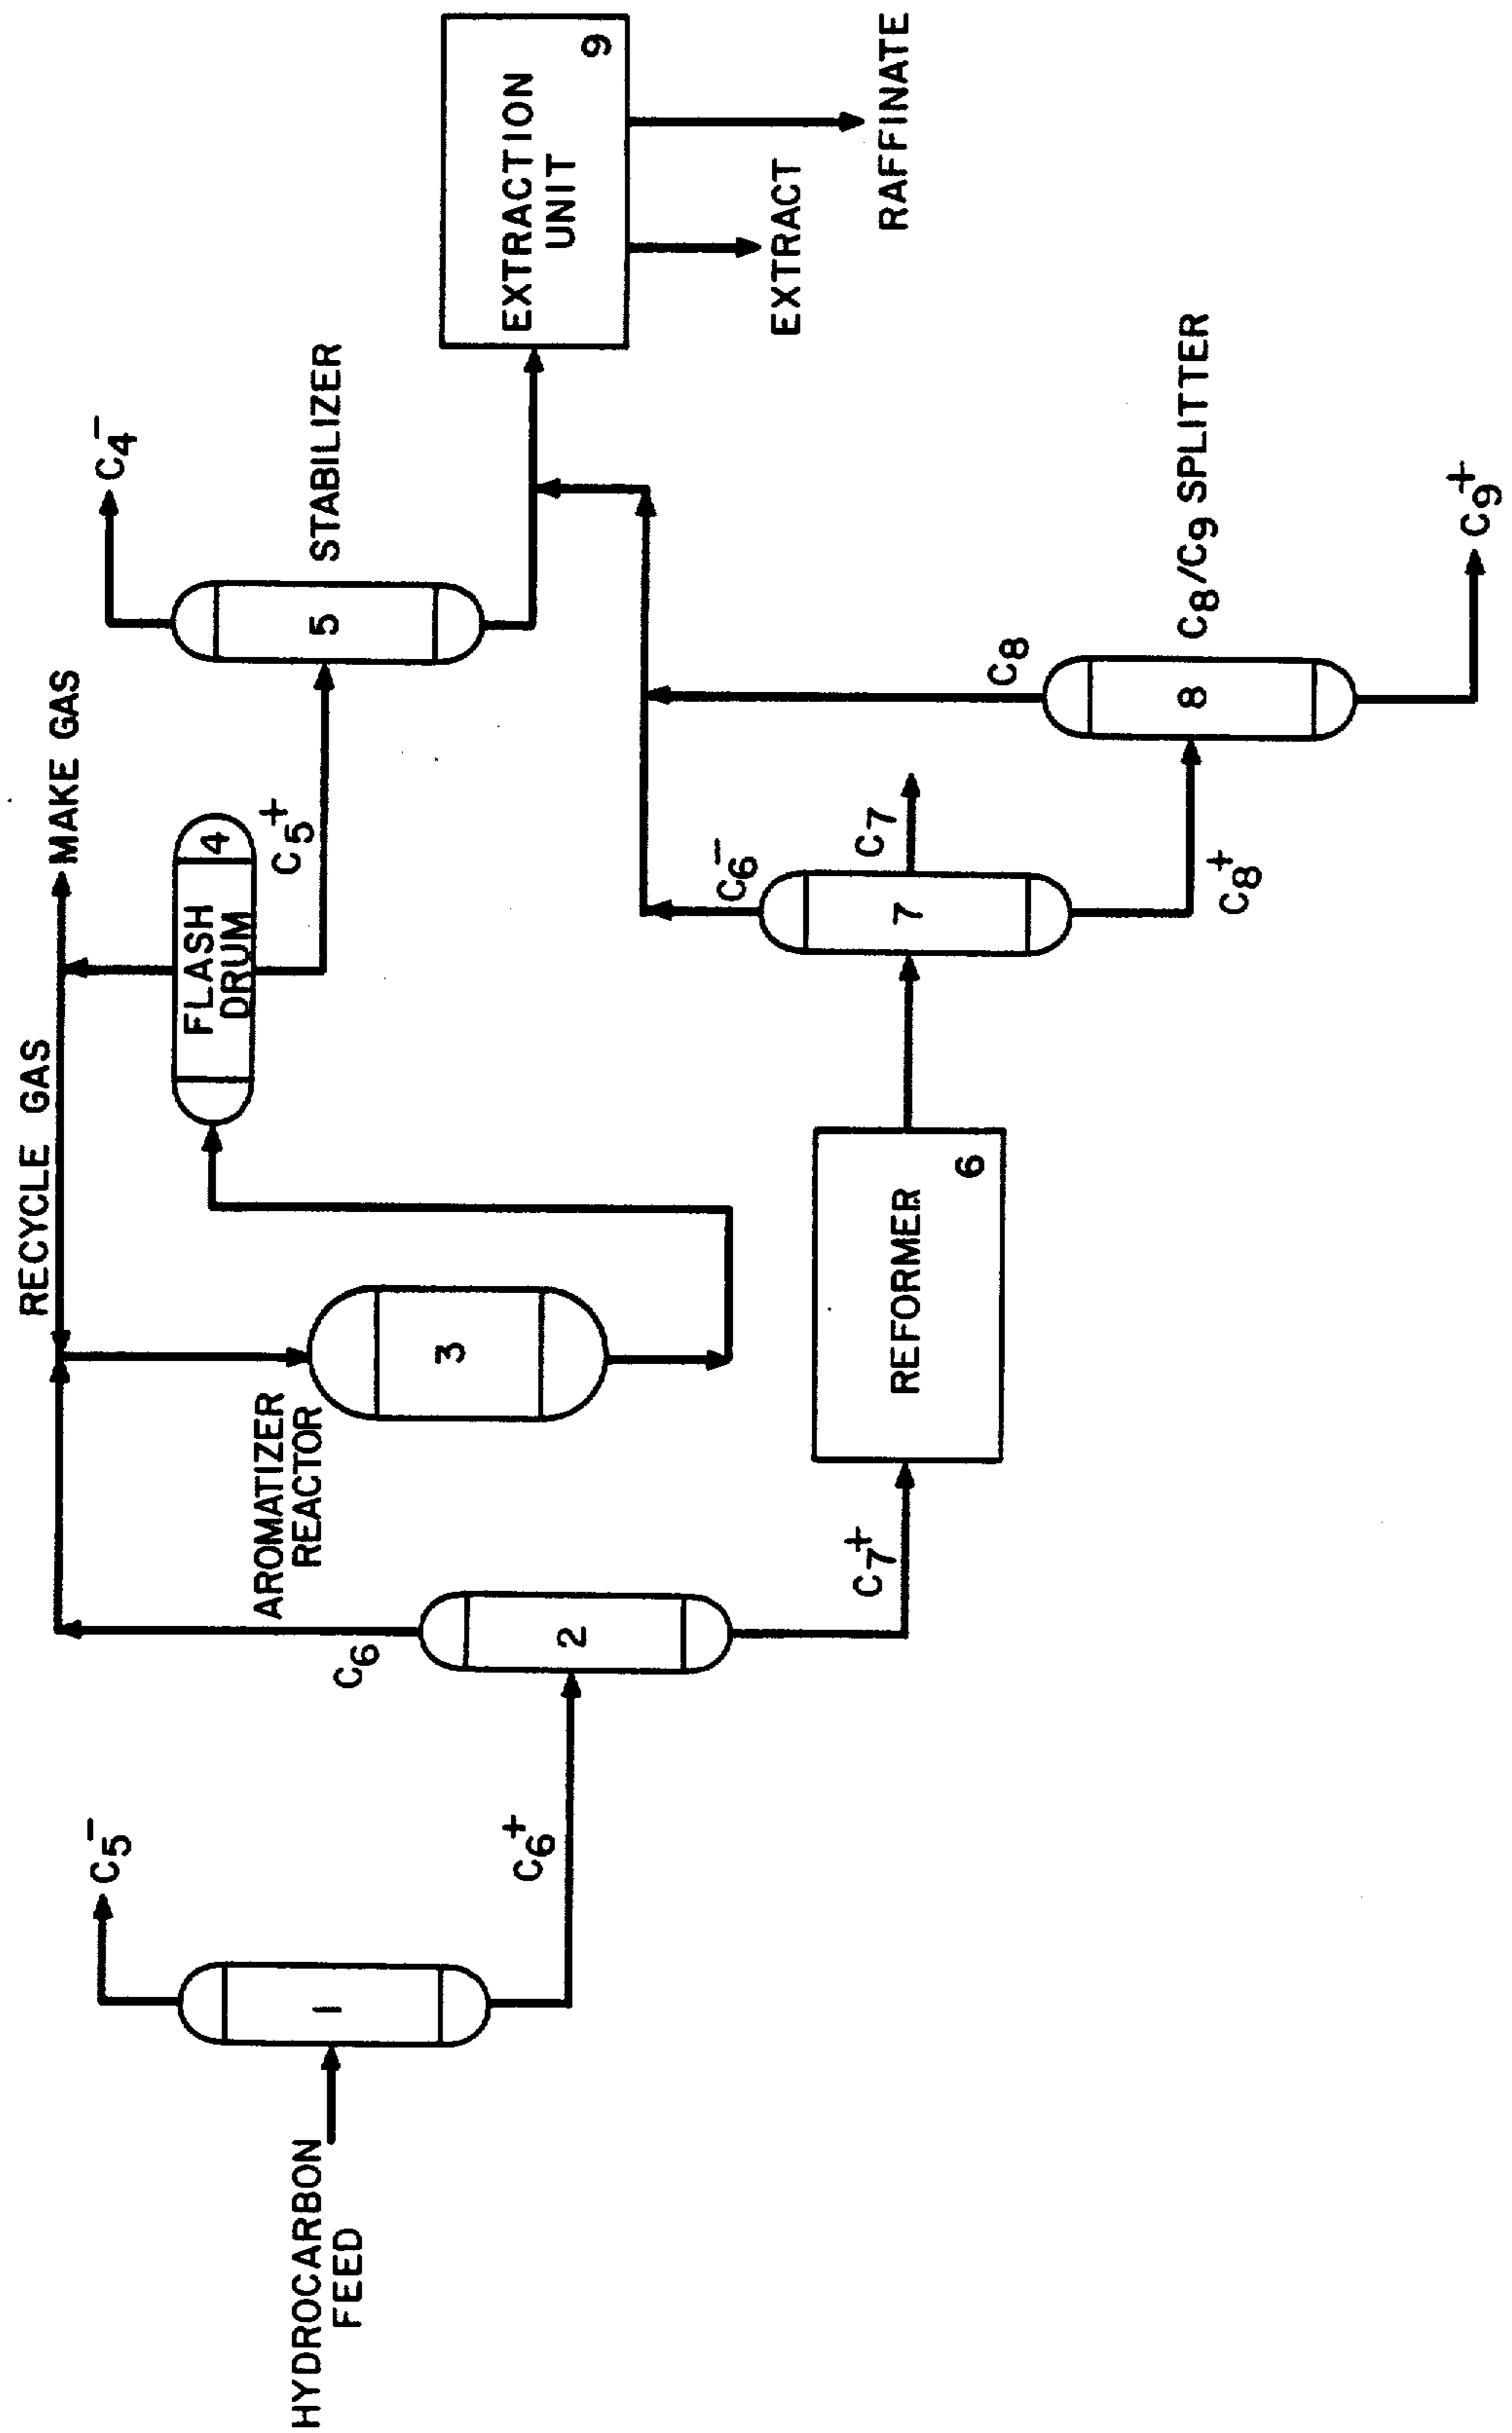 HYDROCARBON
FEED
1
C5-
C6+
2
C6
C7+
AROMATIZER
REACTOR
3
RECYCLE GAS
MAKE GAS
FLASH
DRUM
4
C5+
5
STABILIZER
C4-
REFORMER
6
7
C6-
C7
C8+
8
C8
C8/C9 SPLITTER
C9+
EXTRACTION
UNIT
9
EXTRACT
RAFFINATE